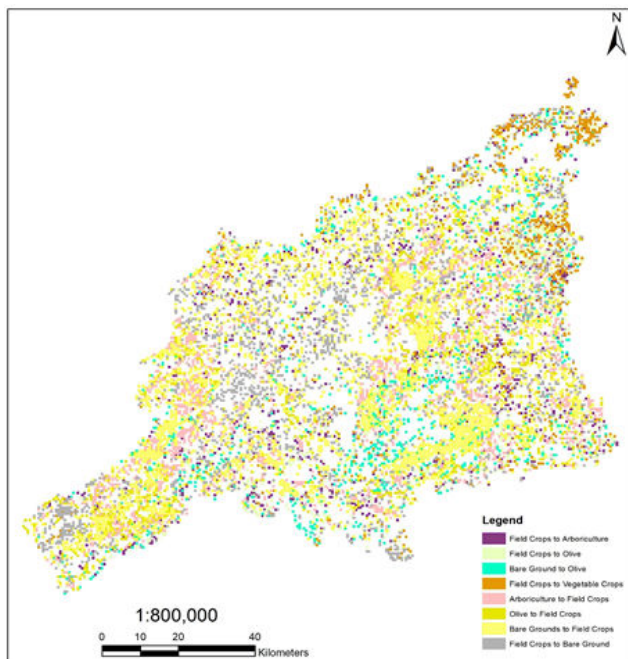 N
Legend
Field Crops to Arboriculture
Field Crops to Olive
Bare Ground to Olive
Field Crops to Vegetable Crops
Arboriculture to Field Crops
Olive to Field Crops
Bare Grounds to Field Crops
Field Crops to Bare Ground
1:800,000
0 10 20 40
Kilometers